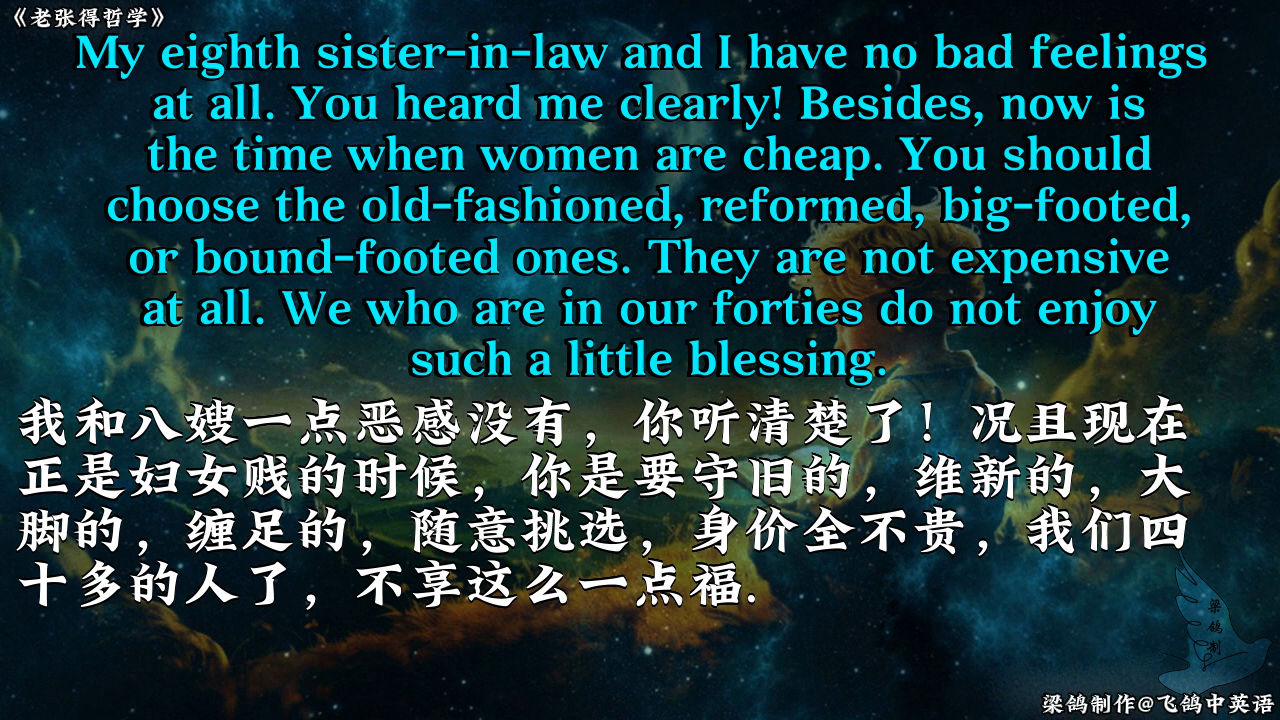 《老张得哲学》
My eighth sister-in-law and I have no bad feelings
at all. You heard me clearly! Besides, now is
the time when women are cheap. You should
choose the old-fashioned, reformed, big-footed,
or bound-footed ones. They are not expensive
at all. We who are in our forties do not enjoy
such a little blessing.
我和八嫂一点恶感没有，你听清楚了！况且现在
正是妇女贱的时候，你是要守旧的，维新的，大
脚的，缠足的，随意挑选，身价全不贵，我们四
十多的人了，不享这么一点福.
梁鸽制
梁鸽制作@飞鸽中英语